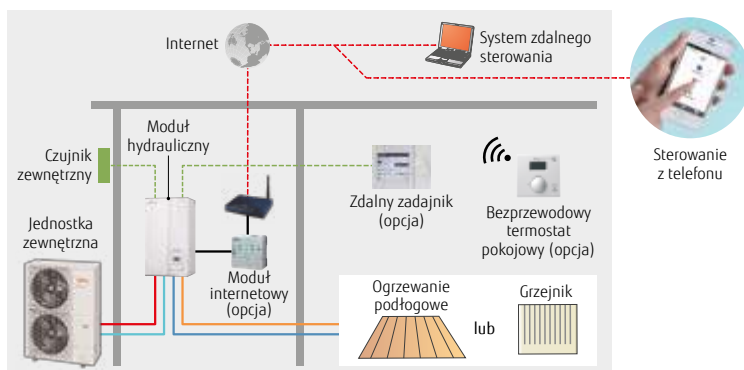 Internet
System zdalnego
sterowania
Sterowanie
z telefonu
Moduł
hydrauliczny
Czujnik
zewnętrzny
Zdalny zadajnik
(opcja)
Bezprzewodowy
termostat
pokojowy (opcja)
Jednostka
zewnętrzna
Moduł
internetowy
(opcja)
Ogrzewanie
podłogowe
lub
Grzejnik